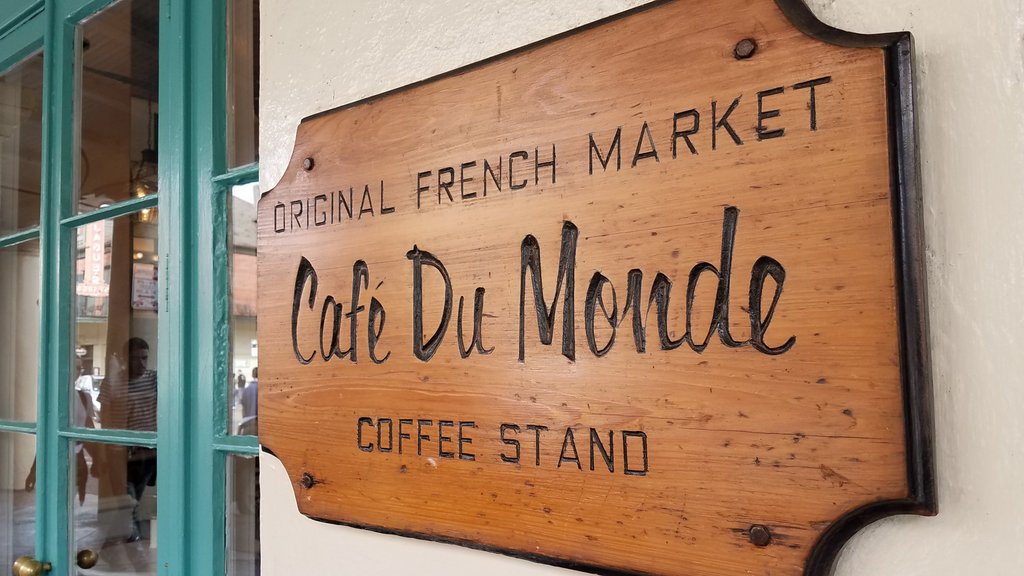 ORIGINAL FRENCH MARKET
Café Du Monde
COFFEE STAND